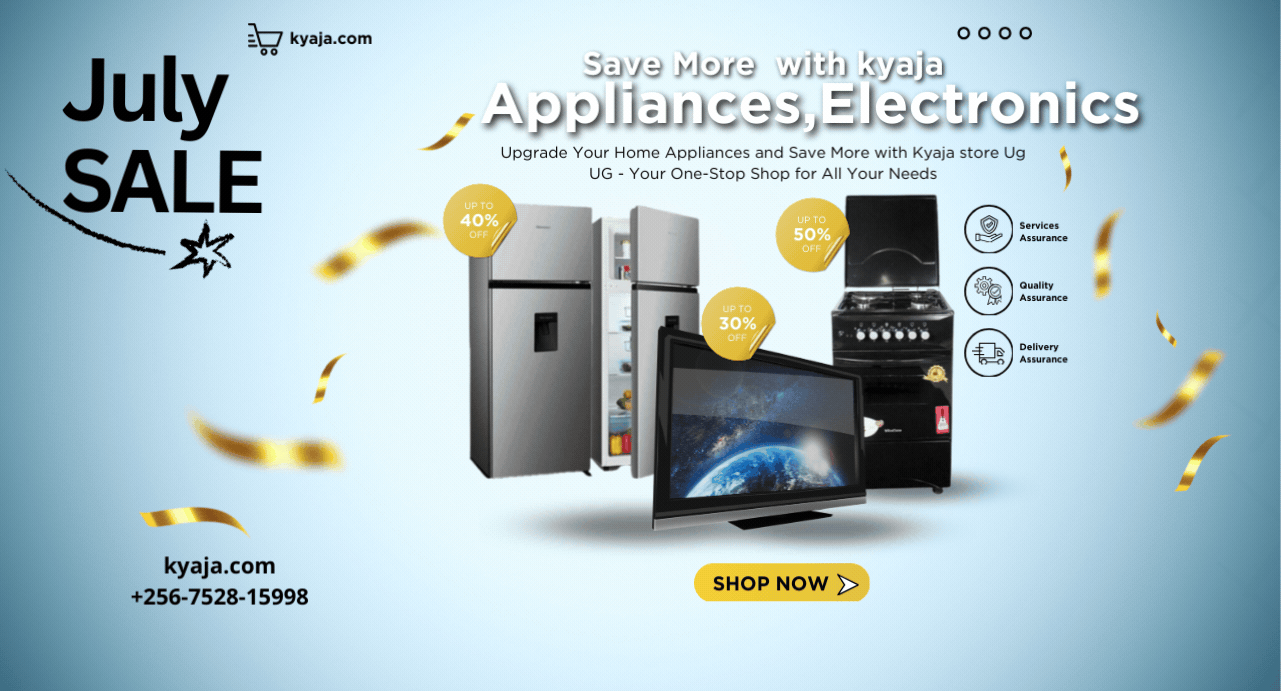 kyaja.com
July
SALE
Save More with kyaja
Appliances,Electronics
Upgrade Your Home Appliances and Save More with Kyaja store Ug
UG - Your One-Stop Shop for All Your Needs
UP TO
40%
OFF
UP TO
50%
OFF
UP TO
30%
OFF
Services
Assurance
Quality
Assurance
Delivery
Assurance
kyaja.com
+256-7528-15998
SHOP NOW